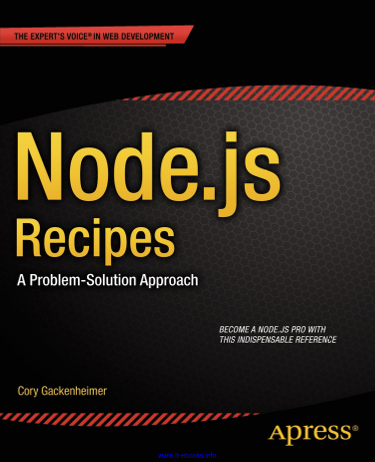 THE EXPERT'S VOICE® IN WEB DEVELOPMENT
Node.js
Recipes
A Problem-Solution Approach
BECOME A NODE.JS PRO WITH
THIS INDISPENSABLE REFERENCE
Cory Gackenheimer
Apress®